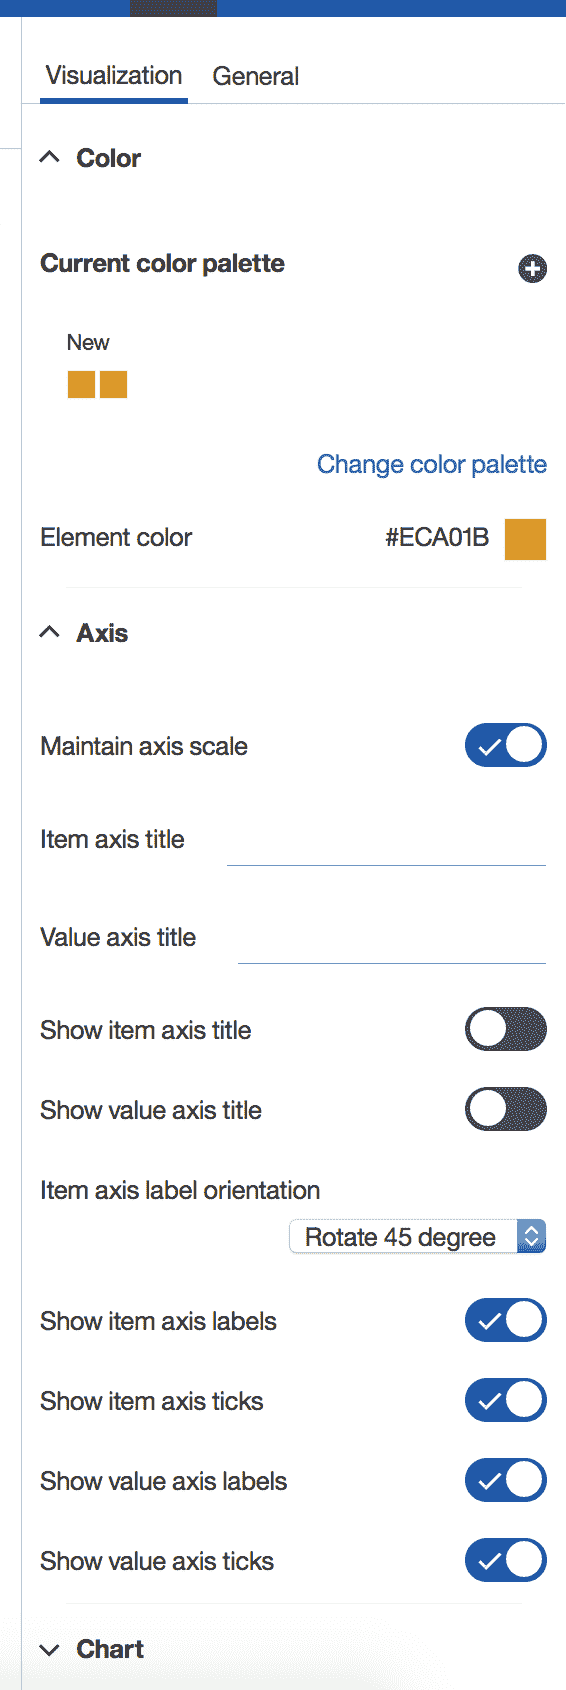 Visualization General
Color
Current color palette
New
Change color palette
Element color #ECA01B
Axis
Maintain axis scale
Item axis title
Value axis title
Show item axis title
Show value axis title
Item axis label orientation
Rotate 45 degree
Show item axis labels
Show item axis ticks
Show value axis labels
Show value axis ticks
Chart